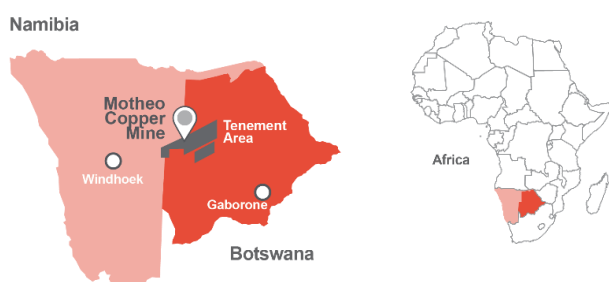 Namibia
Motheo
Copper
Mine
Tenement
Area
Windhoek
Gaborone
Botswana
Africa